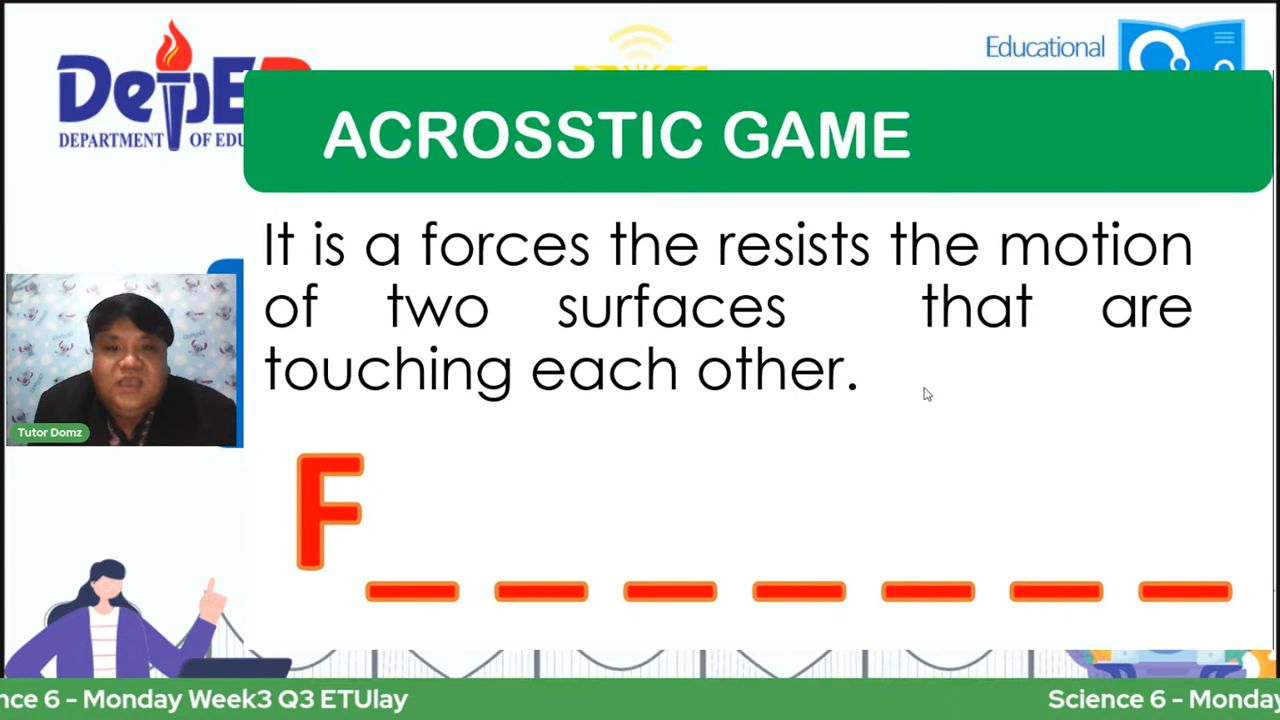 DepED
DEPARTMENT OF EDU
Educational
ACROSSTIC GAME
It is a forces the resists the motion
of two surfaces that are
touching each other.
Tutor Domz
F _ _ _ _ _ _ _
nce 6 - Monday Week3 Q3 ETUlay
Science 6 - Monday